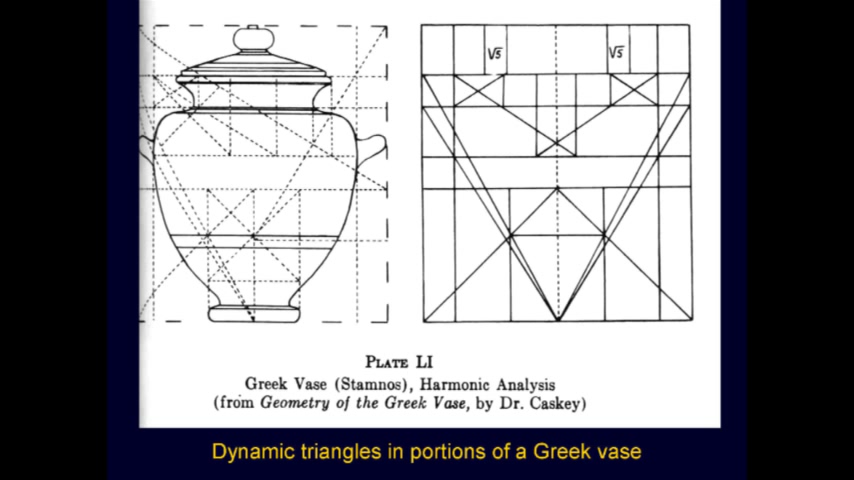 √5 √5
PLATE LI
Greek Vase (Stamnos), Harmonic Analysis
(from Geometry of the Greek Vase, by Dr. Caskey)
Dynamic triangles in portions of a Greek vase